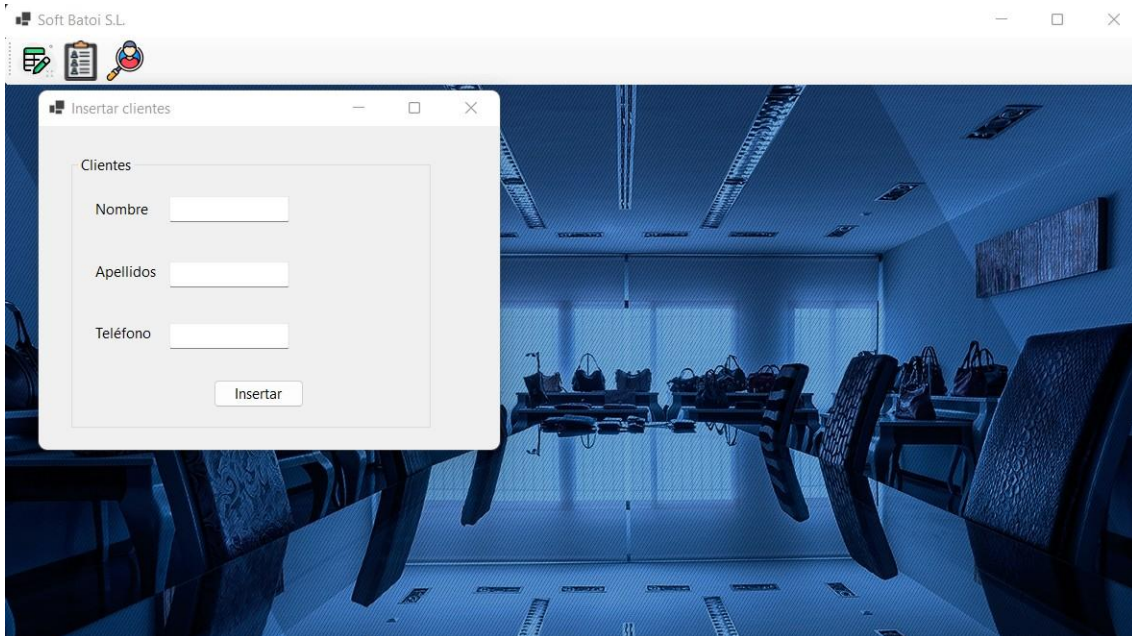 Soft Batoi S.L.
Insertar clientes
Clientes
Nombre
Apellidos
Teléfono
Insertar